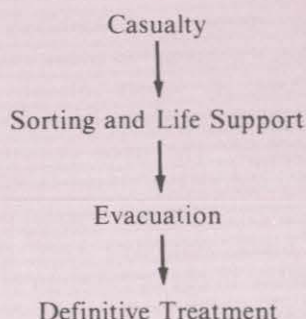 Casualty
Sorting and Life Support
Evacuation
Definitive Treatment